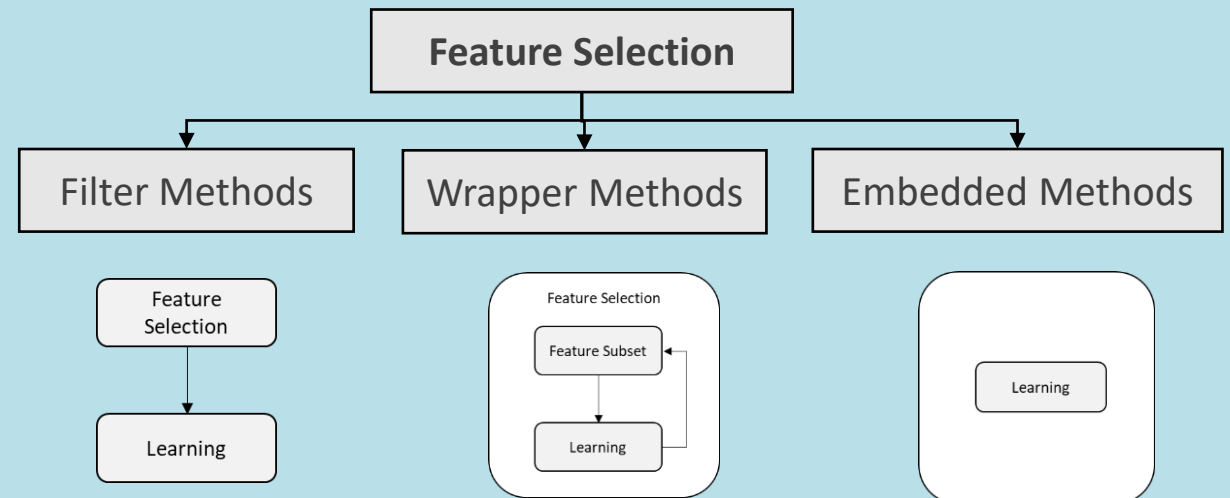 Feature Selection
Filter Methods
Wrapper Methods
Embedded Methods
Feature
Selection
Learning
Feature Selection
Feature Subset
Learning
Learning